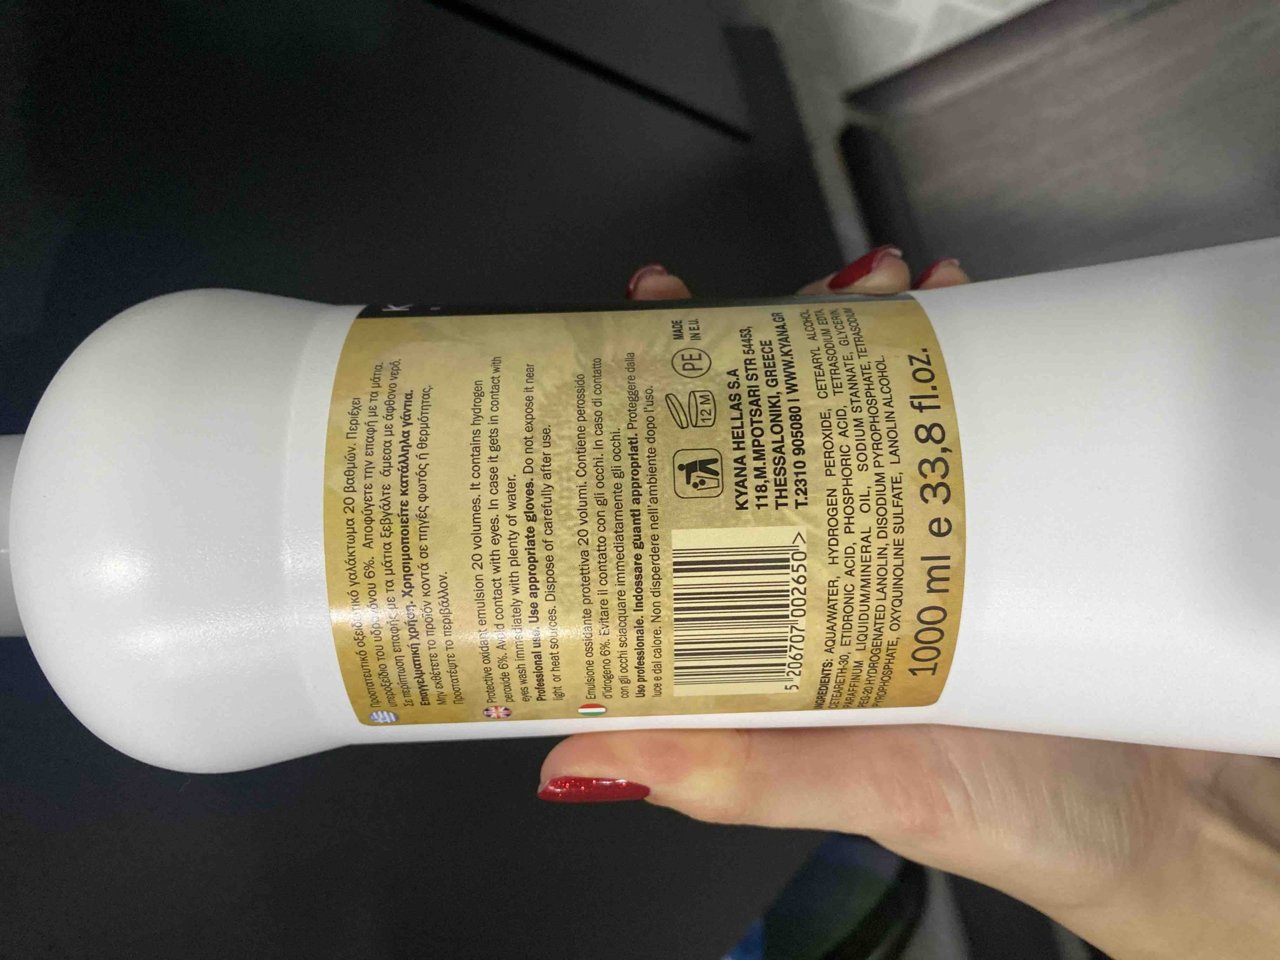 Προστατευτικό οξειδωτικό γαλάκτωμα 20 βαθμών. Περιέχει
υπεροξείδιο του υδρογόνου 6%. Αποφύγετε την επαφή με τα μάτια.
Σε περίπτωση επαφής με τα μάτια ξεβγάλτε άμεσα με άφθονο νερό.
Επαγγελματική χρήση. Χρησιμοποιείτε κατάλληλα γάντια.
Μην εκθέτετε το προϊόν κοντά σε πηγές φωτός ή θερμότητας.
Προστατέψτε το περιβάλλον.
Protective oxidant emulsion 20 volumes. It contains hydrogen
peroxide 6%. Avoid contact with eyes. In case it gets in contact with
eyes wash immediately with plenty of water.
Professional use. Use appropriate gloves. Do not expose it near
light or heat sources. Dispose of carefully after use.
Emulsione ossidante protettiva 20 volumi. Contiene perossido
d'idrogeno 6%. Evitare il contatto con gli occhi. In caso di contatto
con gli occhi sciacquare immediatamente gli occhi.
Uso professionale. Indossare guanti appropriati. Proteggere dalla
luce e dal calore. Non disperdere nell'ambiente dopo l'uso.
12 M
PE
MADE
IN E.U.
KYANA HELLAS S.A
118,M.MPOTSARI STR 54453,
THESSALONIKI, GREECE
T.2310 905080 I WWW.KYANA.GR
5 206707 002650 >
INGREDIENTS: AQUA/WATER, HYDROGEN PEROXIDE, CETEARYL ALCOHOL,
CETEARETH-30, ETIDRONIC ACID, PHOSPHORIC ACID, TETRASODIUM EDTA,
PARAFFINUM LIQUIDUM/MINERAL OIL, SODIUM STANNATE, GLYCERIN,
PEG-20 HYDROGENATED LANOLIN, DISODIUM PYROPHOSPHATE, TETRASODIUM
PYROPHOSPHATE, OXYQUINOLINE SULFATE, LANOLIN ALCOHOL
1000 ml e 33,8 fl.oz.